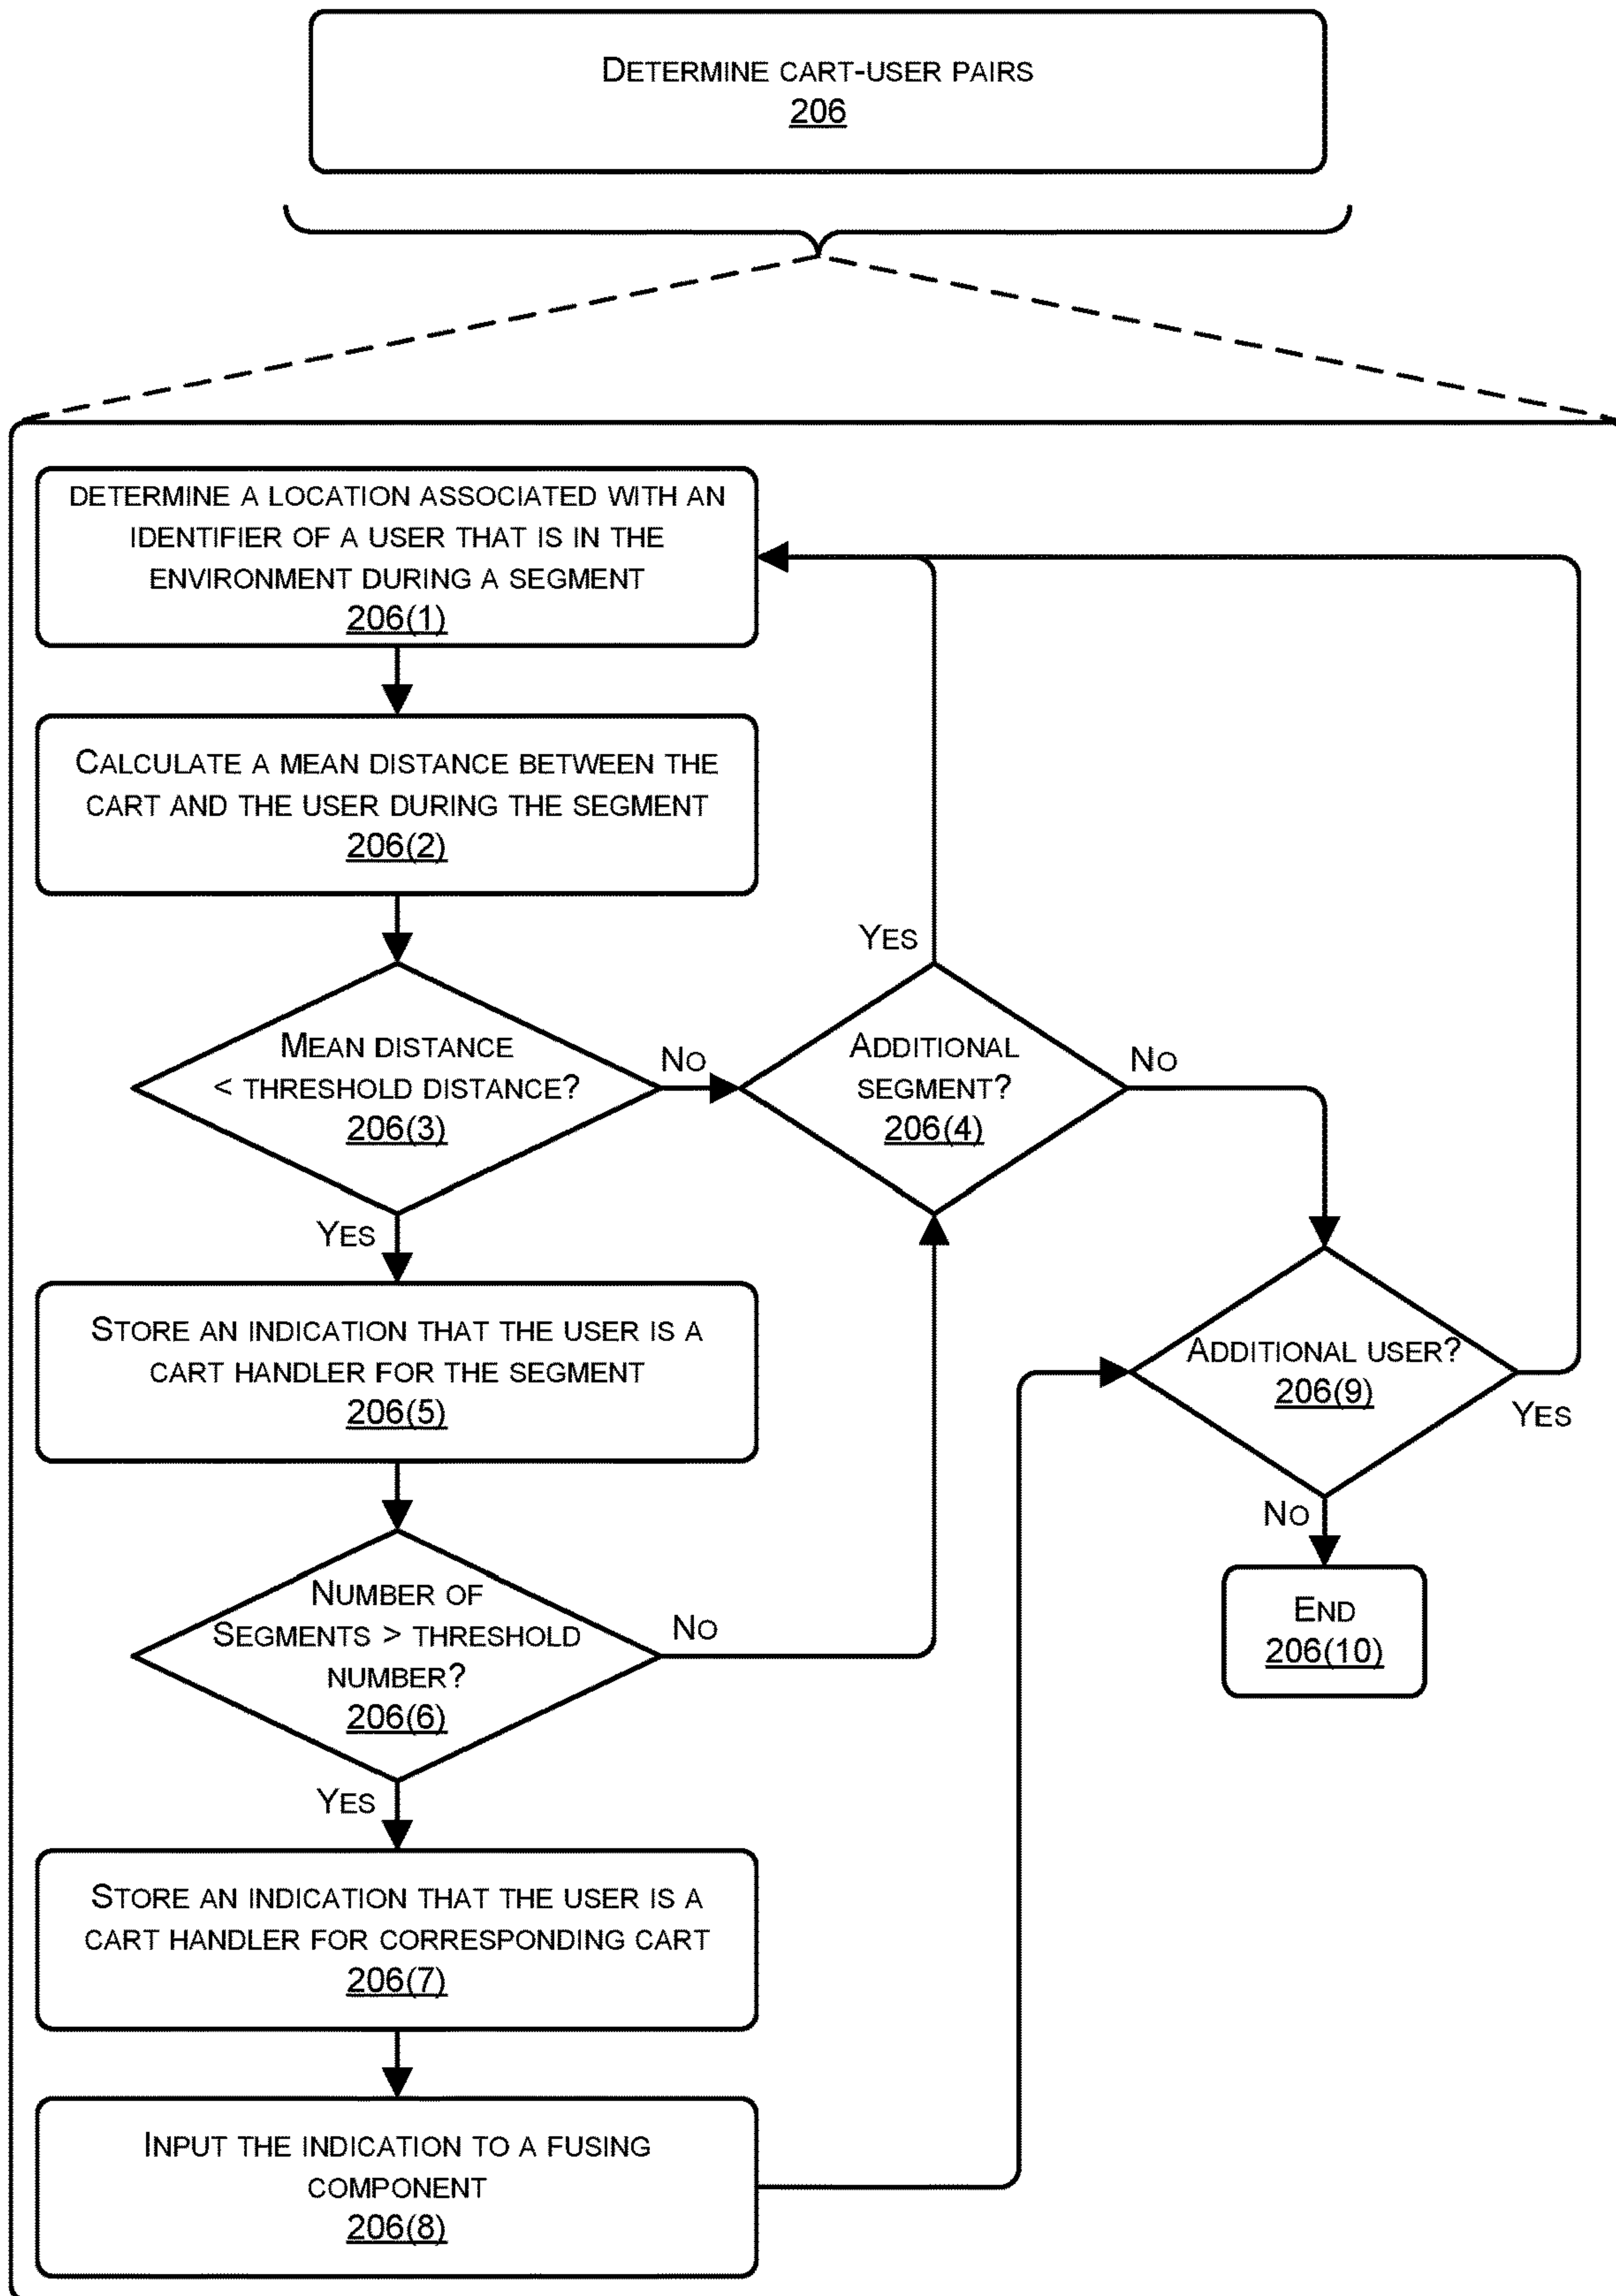 DETERMINE CART-USER PAIRS
206
DETERMINE A LOCATION ASSOCIATED WITH AN
IDENTIFIER OF A USER THAT IS IN THE
ENVIRONMENT DURING A SEGMENT
206(1)
CALCULATE A MEAN DISTANCE BETWEEN THE
CART AND THE USER DURING THE SEGMENT
206(2)
MEAN DISTANCE
< THRESHOLD DISTANCE?
206(3)
NO
YES
ADDITIONAL
SEGMENT?
206(4)
YES
NO
STORE AN INDICATION THAT THE USER IS A
CART HANDLER FOR THE SEGMENT
206(5)
NUMBER OF
SEGMENTS > THRESHOLD
NUMBER?
206(6)
NO
YES
STORE AN INDICATION THAT THE USER IS A
CART HANDLER FOR CORRESPONDING CART
206(7)
INPUT THE INDICATION TO A FUSING
COMPONENT
206(8)
ADDITIONAL USER?
206(9)
YES
NO
END
206(10)